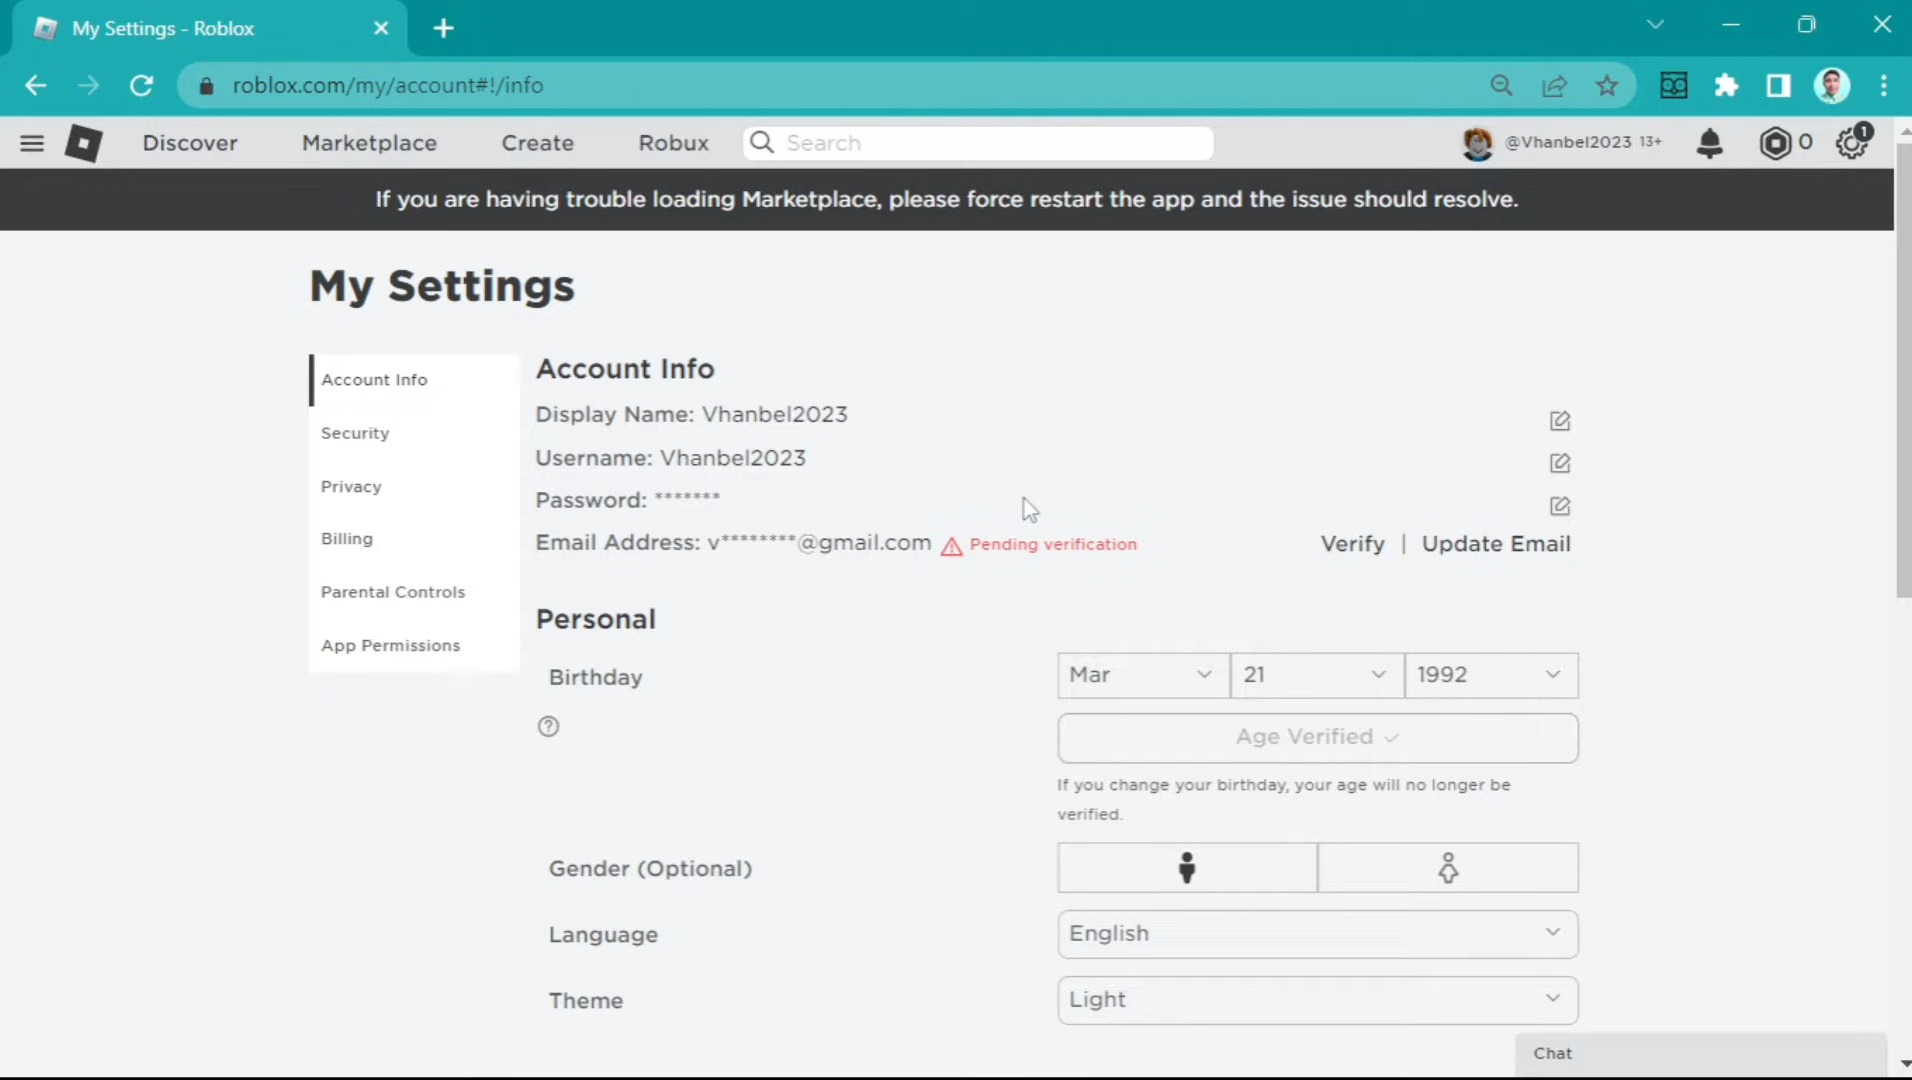 My Settings - Roblox
roblox.com/my/account#!/info
Discover Marketplace Create Robux Search @Vhanbel2023 13+ 0 1
If you are having trouble loading Marketplace, please force restart the app and the issue should resolve.
My Settings
Account Info
Security
Privacy
Billing
Parental Controls
App Permissions
Account Info
Display Name: Vhanbel2023
Username: Vhanbel2023
Password: *******
Email Address: v********@gmail.com Pending verification Verify | Update Email
Personal
Birthday Mar 21 1992
Age Verified
If you change your birthday, your age will no longer be
verified.
Gender (Optional)
Language English
Theme Light
Chat